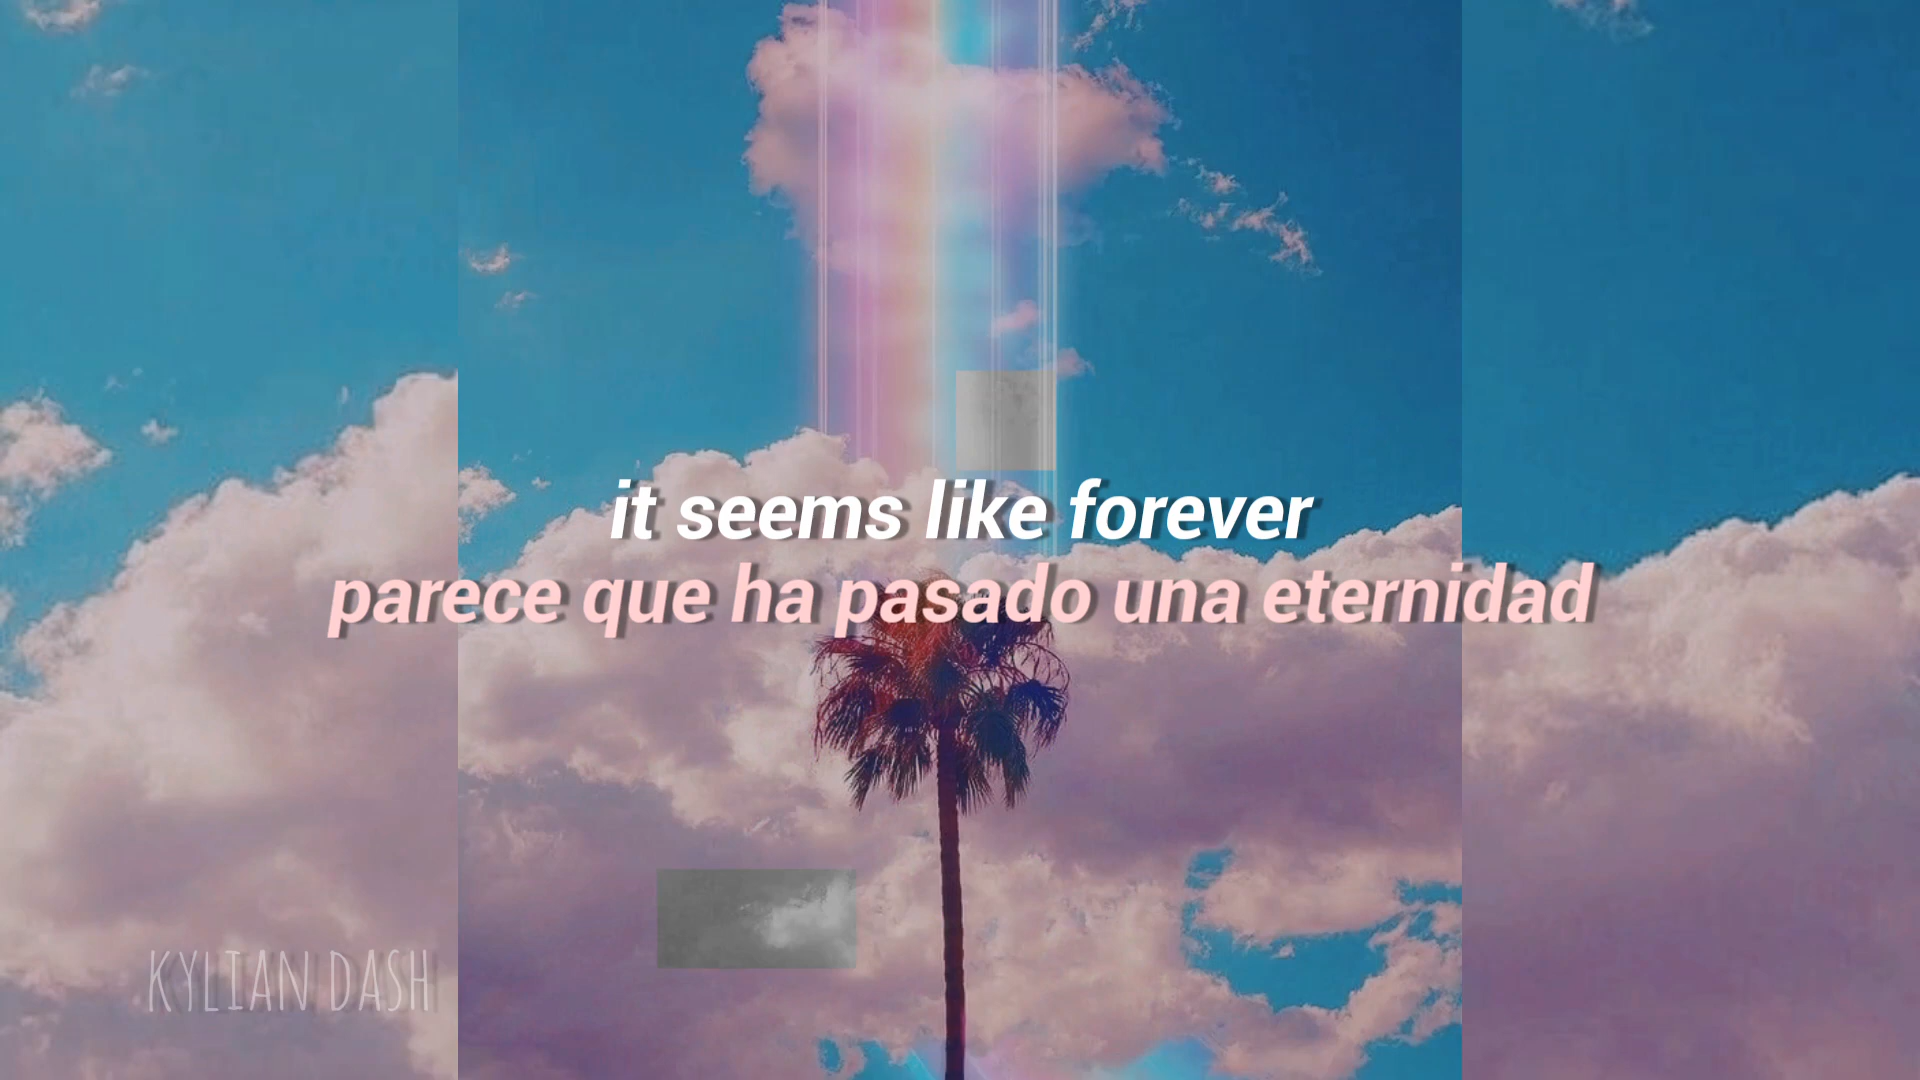 it seems like forever
parece que ha pasado una eternidad
KYLIAN DASH